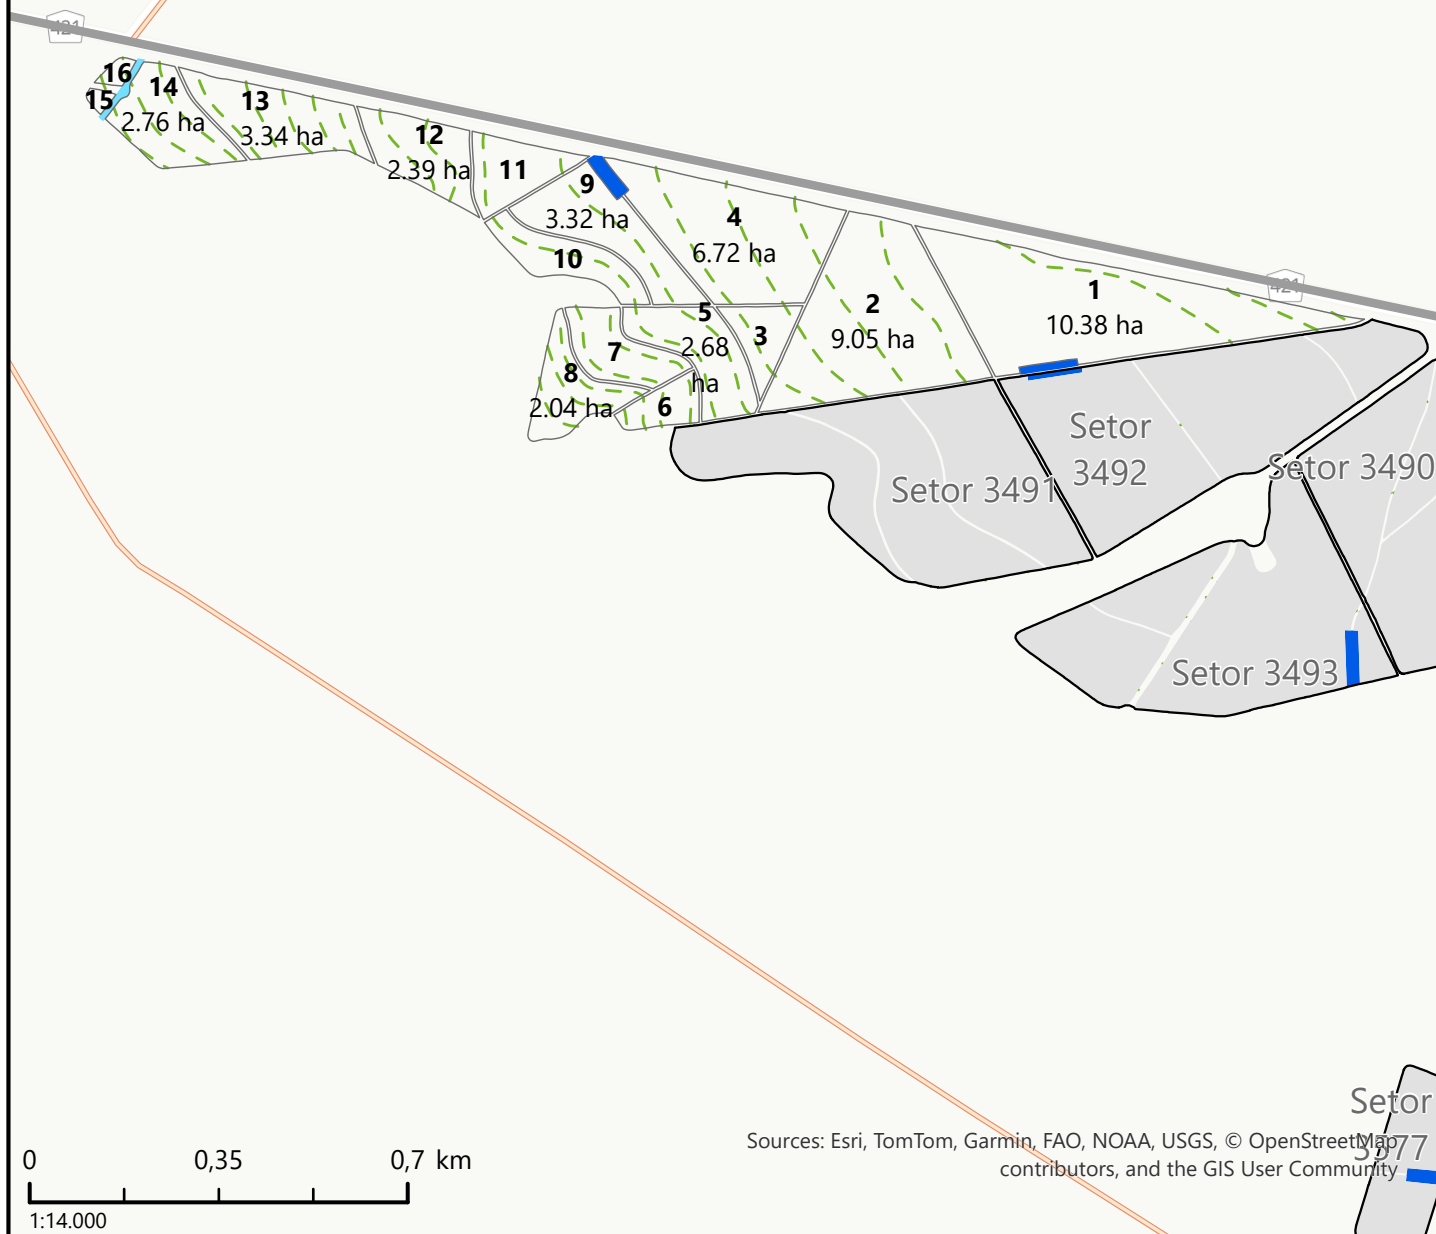 421
16
15
14
2.76 ha
13
3.34 ha
12
2.39 ha
11
9
3.32 ha
10
4
6.72 ha
5
2.68
ha
3
2
9.05 ha
1
10.38 ha
421
7
8
2.04 ha
6
Setor
3492
Setor 3491
Setor 3490
Setor 3493
Setor
3577
Sources: Esri, TomTom, Garmin, FAO, NOAA, USGS, © OpenStreetMap
contributors, and the GIS User Community
0 0,35 0,7 km
1:14.000